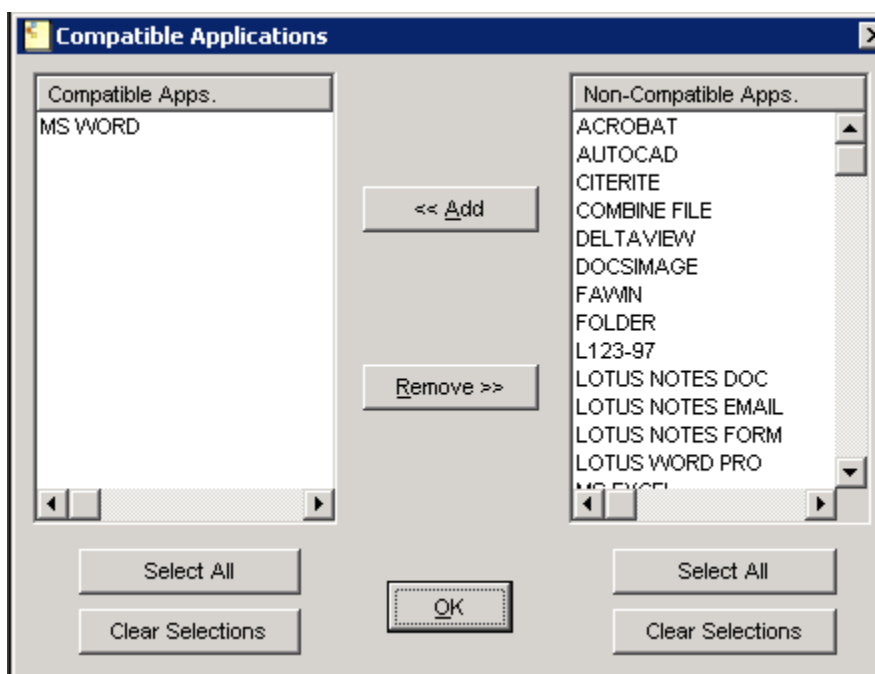 Compatible Applications
Compatible Apps.
MS WORD
<< Add
Remove >>
Non-Compatible Apps.
ACROBAT
AUTOCAD
CITERITE
COMBINE FILE
DELTAVIEW
DOCSIMAGE
FAWIN
FOLDER
L123-97
LOTUS NOTES DOC
LOTUS NOTES EMAIL
LOTUS NOTES FORM
LOTUS WORD PRO
MS EXCEL
Select All
Clear Selections
OK
Select All
Clear Selections